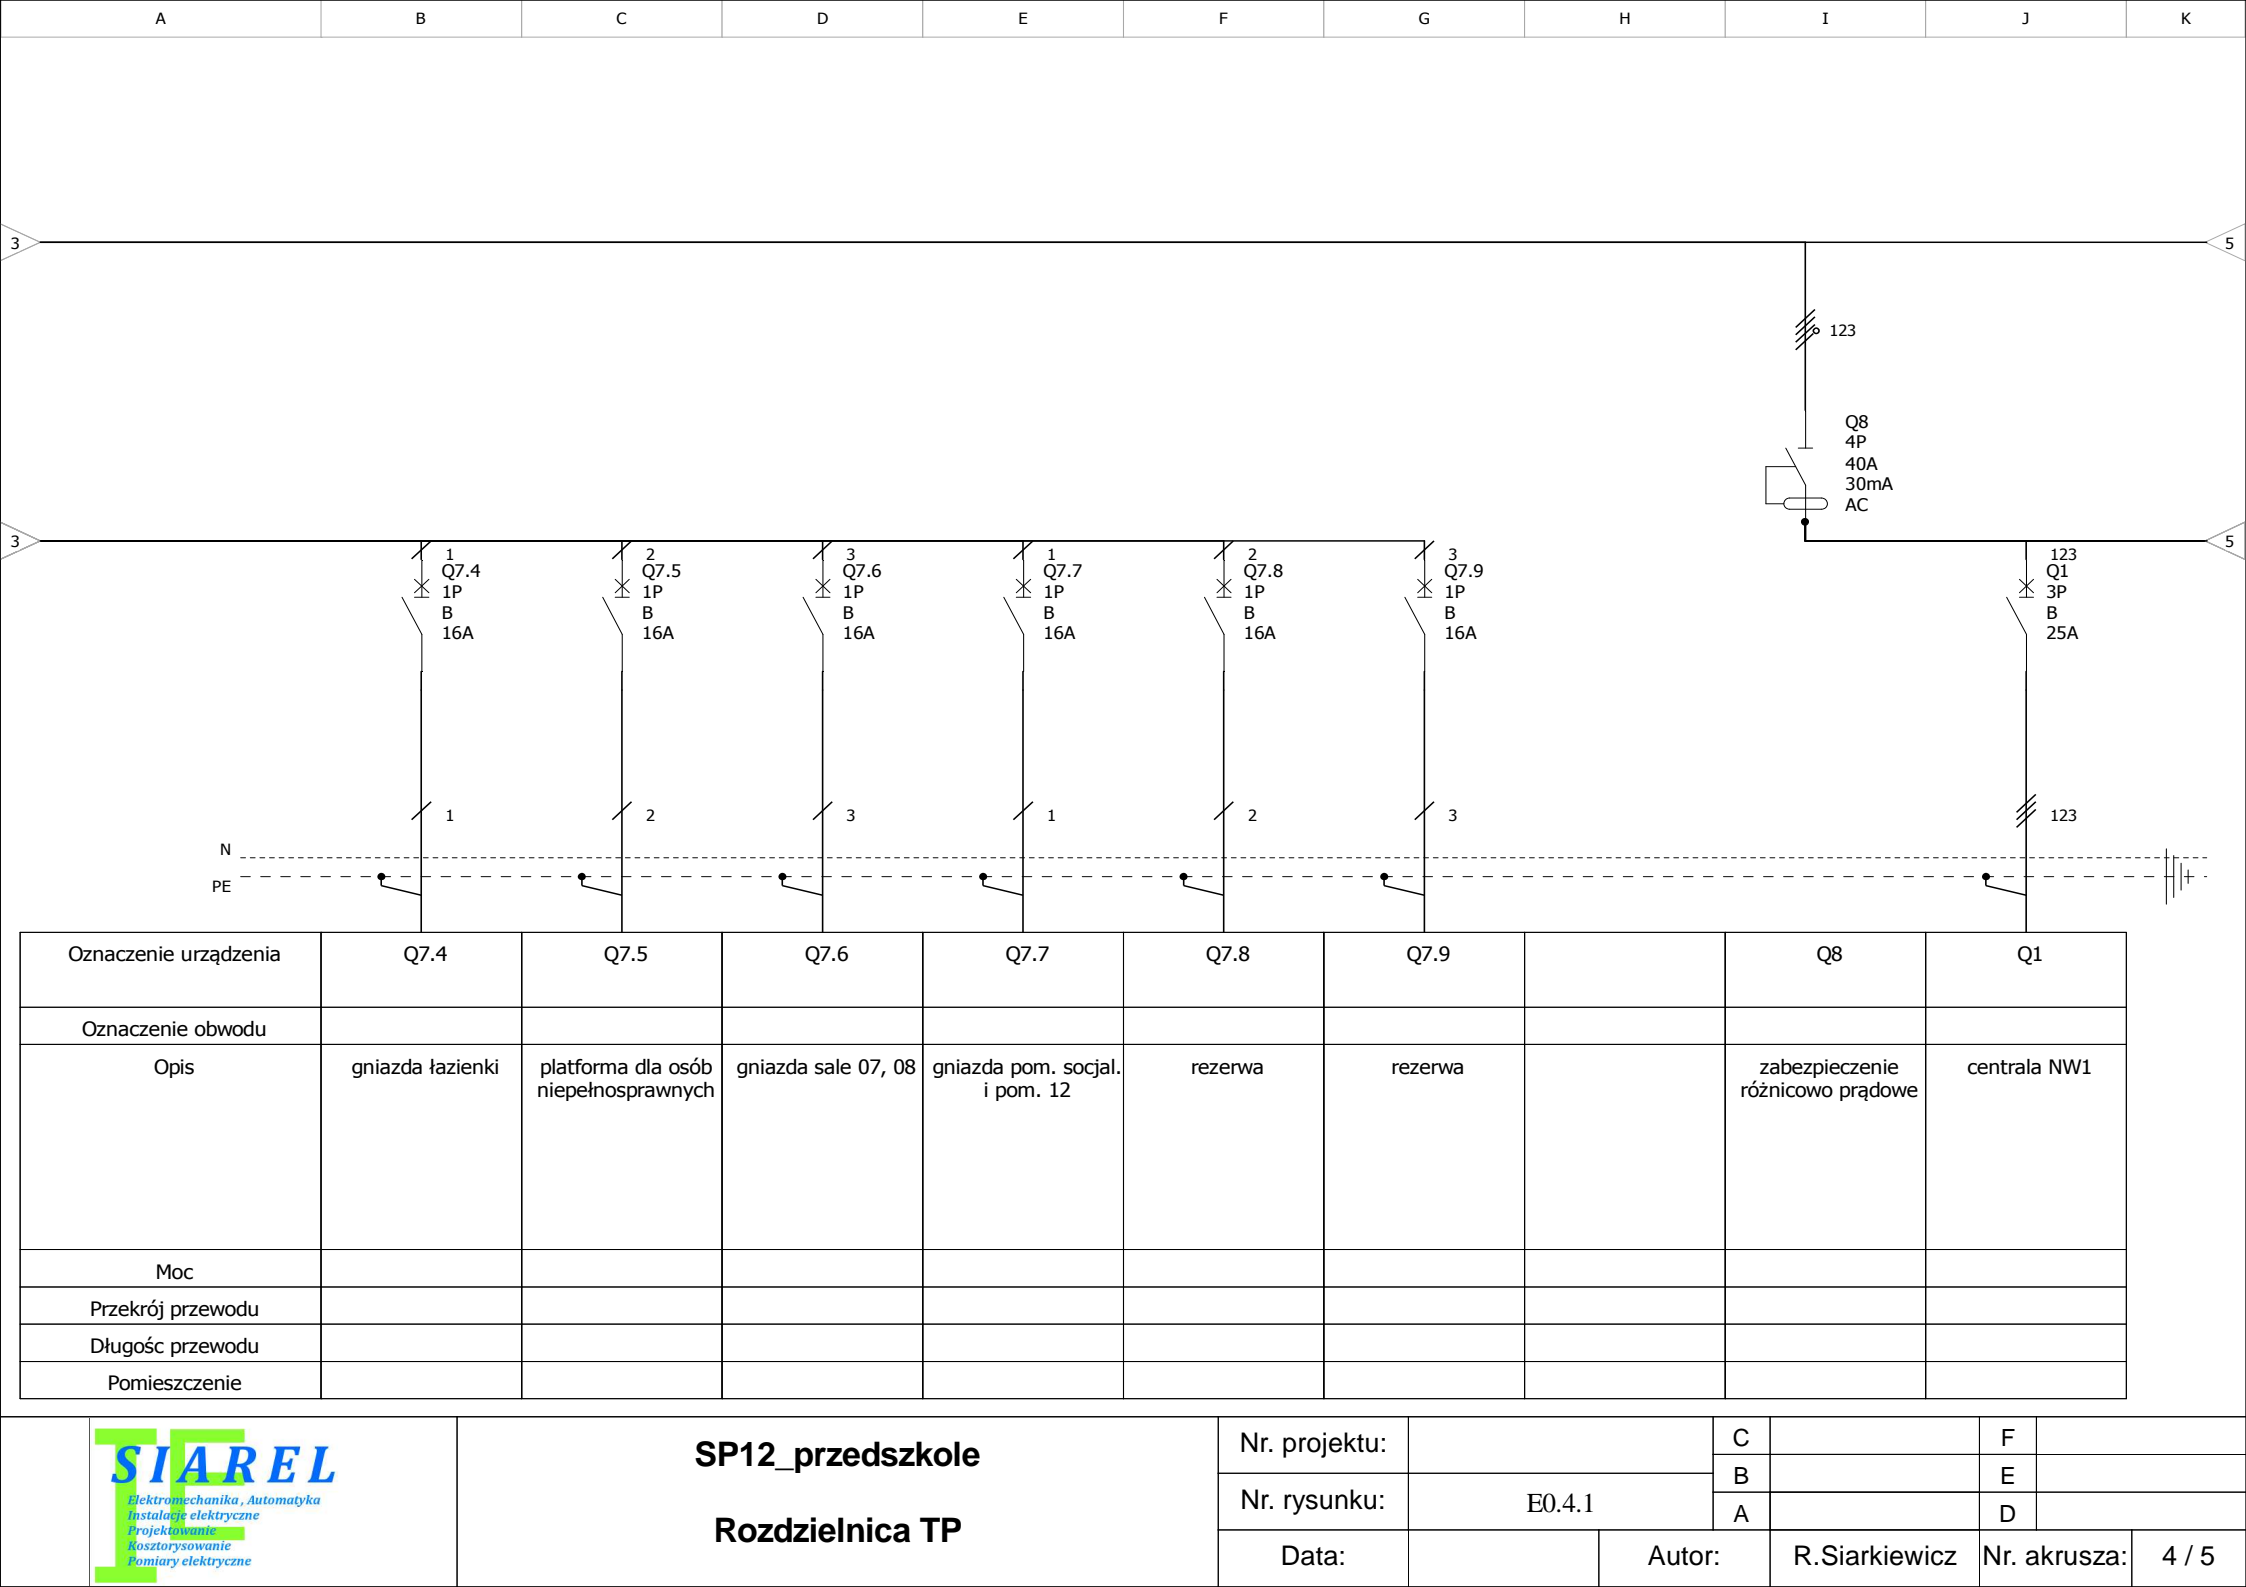 A B C D E F G H I J K
3 5
123
Q8
4P
40A
30mA
AC
3 5
1 2 3 1 2 3 123
Q7.4 Q7.5 Q7.6 Q7.7 Q7.8 Q7.9 Q1
1P 1P 1P 1P 1P 1P 3P
B B B B B B B
16A 16A 16A 16A 16A 16A 25A
1 2 3 1 2 3 123
N
PE
Oznaczenie urządzenia Q7.4 Q7.5 Q7.6 Q7.7 Q7.8 Q7.9 Q8 Q1
Oznaczenie obwodu
Opis gniazda łazienki platforma dla osób gniazda sale 07, 08 gniazda pom. socjal. rezerwa rezerwa zabezpieczenie centrala NW1
niepełnosprawnych i pom. 12 różnicowo prądowe
Moc
Przekrój przewodu
Długośc przewodu
Pomieszczenie
IE
SIAREL
Elektromechanika , Automatyka
Instalacje elektryczne
Projektowanie
Kosztorysowanie
Pomiary elektryczne
SP12_przedszkole
Rozdzielnica TP
Nr. projektu: C F
B E
Nr. rysunku: E0.4.1 A D
Data: Autor: R.Siarkiewicz Nr. akrusza: 4 / 5